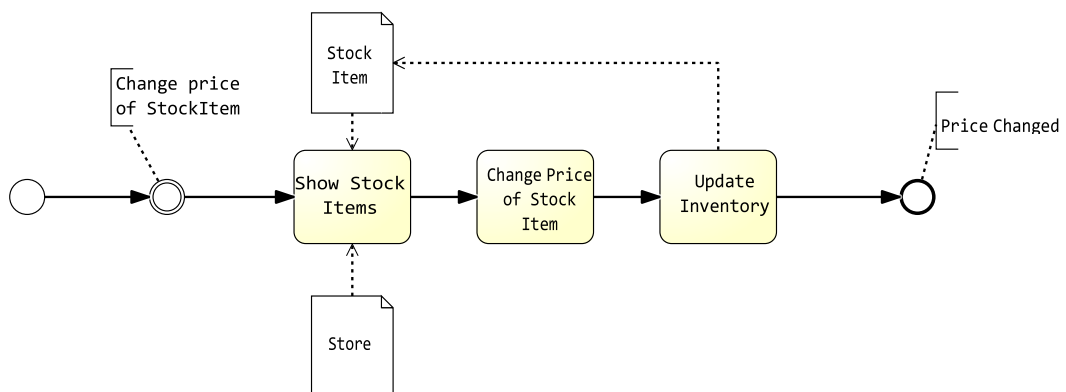 Stock
Item
Change price
of StockItem
Price Changed
Show Stock
Items
Change Price
of Stock
Item
Update
Inventory
Store